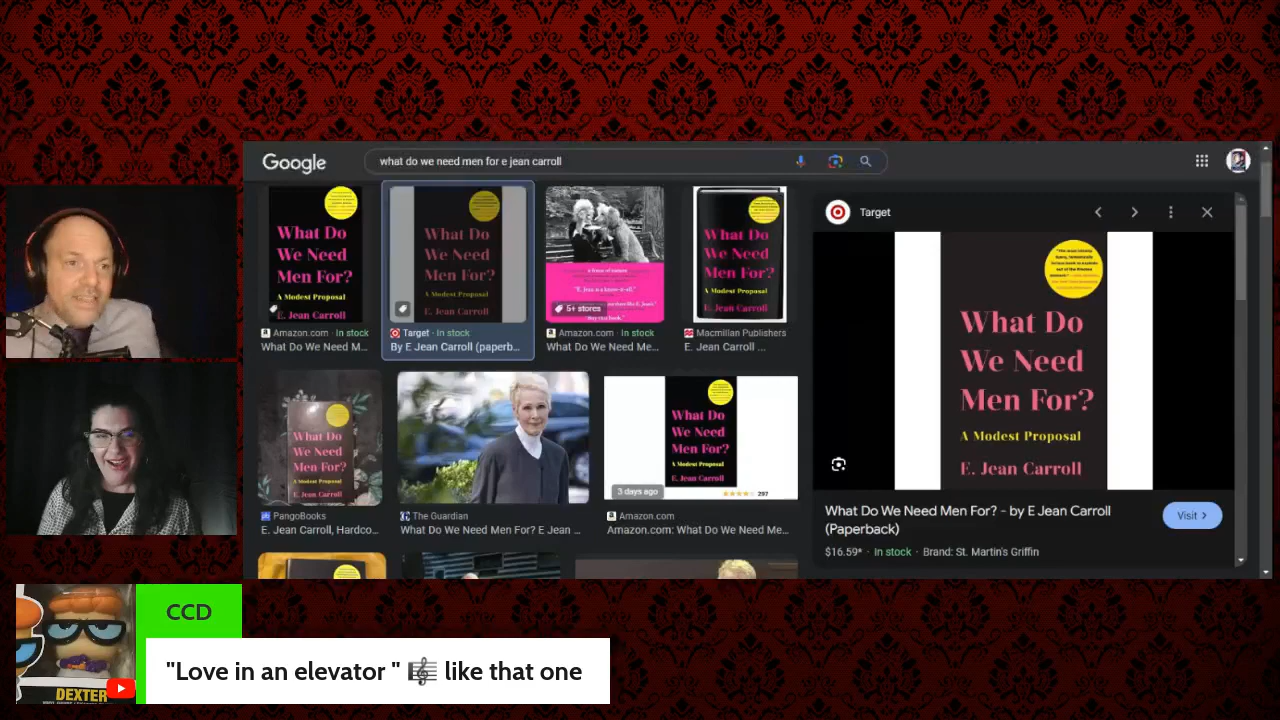 Google
what do we need men for e jean carroll
What Do
We Need
Men For?
A Modest Proposal
E. Jean Carroll
Amazon.com · In stock
What Do We Need M...
What Do
We Need
Men For?
A Modest Proposal
E. Jean Carroll
Target · In stock
By E Jean Carroll (paperb...
5+ stores
Amazon.com · In stock
What Do We Need Me...
What Do
We Need
Men For?
A Modest Proposal
E. Jean Carroll
Macmillan Publishers
E. Jean Carroll ...
Target
What Do
We Need
Men For?
A Modest Proposal
E. Jean Carroll
What Do We Need Men For? - by E Jean Carroll
(Paperback)
Visit
$16.59* · In stock · Brand: St. Martin's Griffin
What Do
We Need
Men For?
A Modest Proposal
E. Jean Carroll
PangoBooks
E. Jean Carroll, Hardco...
The Guardian
What Do We Need Men For? E Jean ...
What Do
We Need
Men For?
A Modest Proposal
E. Jean Carroll
3 days ago
297
Amazon.com
Amazon.com: What Do We Need Me...
CCD
"Love in an elevator " 🎼 like that one
DEXTER